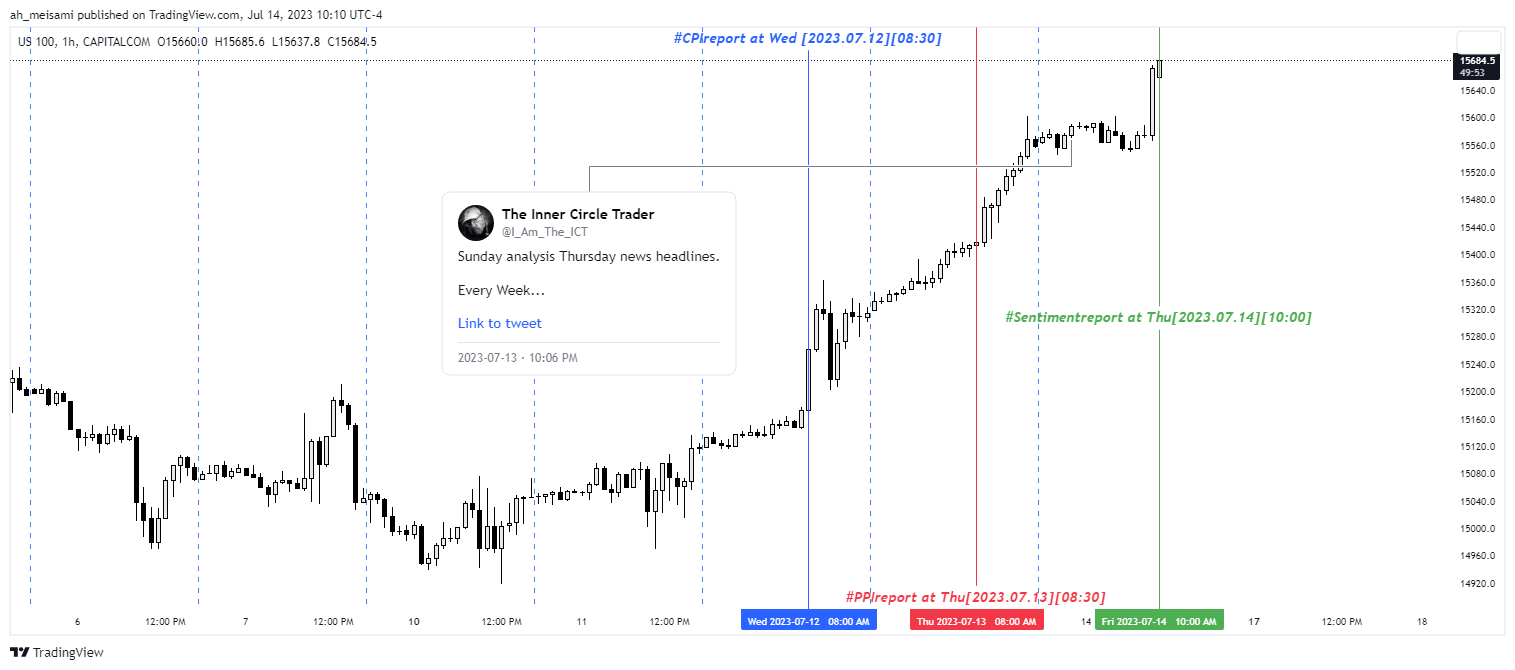 ah_meisami published on TradingView.com, Jul 14, 2023 10:10 UTC-4
US 100, 1h, CAPITALCOM O15660.0 H15685.6 L15637.8 C15684.5
#CPIreport at Wed [2023.07.12][08:30]
15684.5
49:53
15640.0
15600.0
15560.0
15520.0
15480.0
15440.0
15400.0
15360.0
15320.0
15280.0
15240.0
15200.0
15160.0
15120.0
15080.0
15040.0
15000.0
14960.0
14920.0
The Inner Circle Trader
@I_Am_The_ICT
Sunday analysis Thursday news headlines.
Every Week...
Link to tweet
2023-07-13 · 10:06 PM
#Sentimentreport at Thu[2023.07.14][10:00]
#PPIreport at Thu[2023.07.13][08:30]
6 12:00 PM 7 12:00 PM 10 12:00 PM 11 12:00 PM Wed 2023-07-12 08:00 AM Thu 2023-07-13 08:00 AM 14 Fri 2023-07-14 10:00 AM 17 12:00 PM 18
TradingView